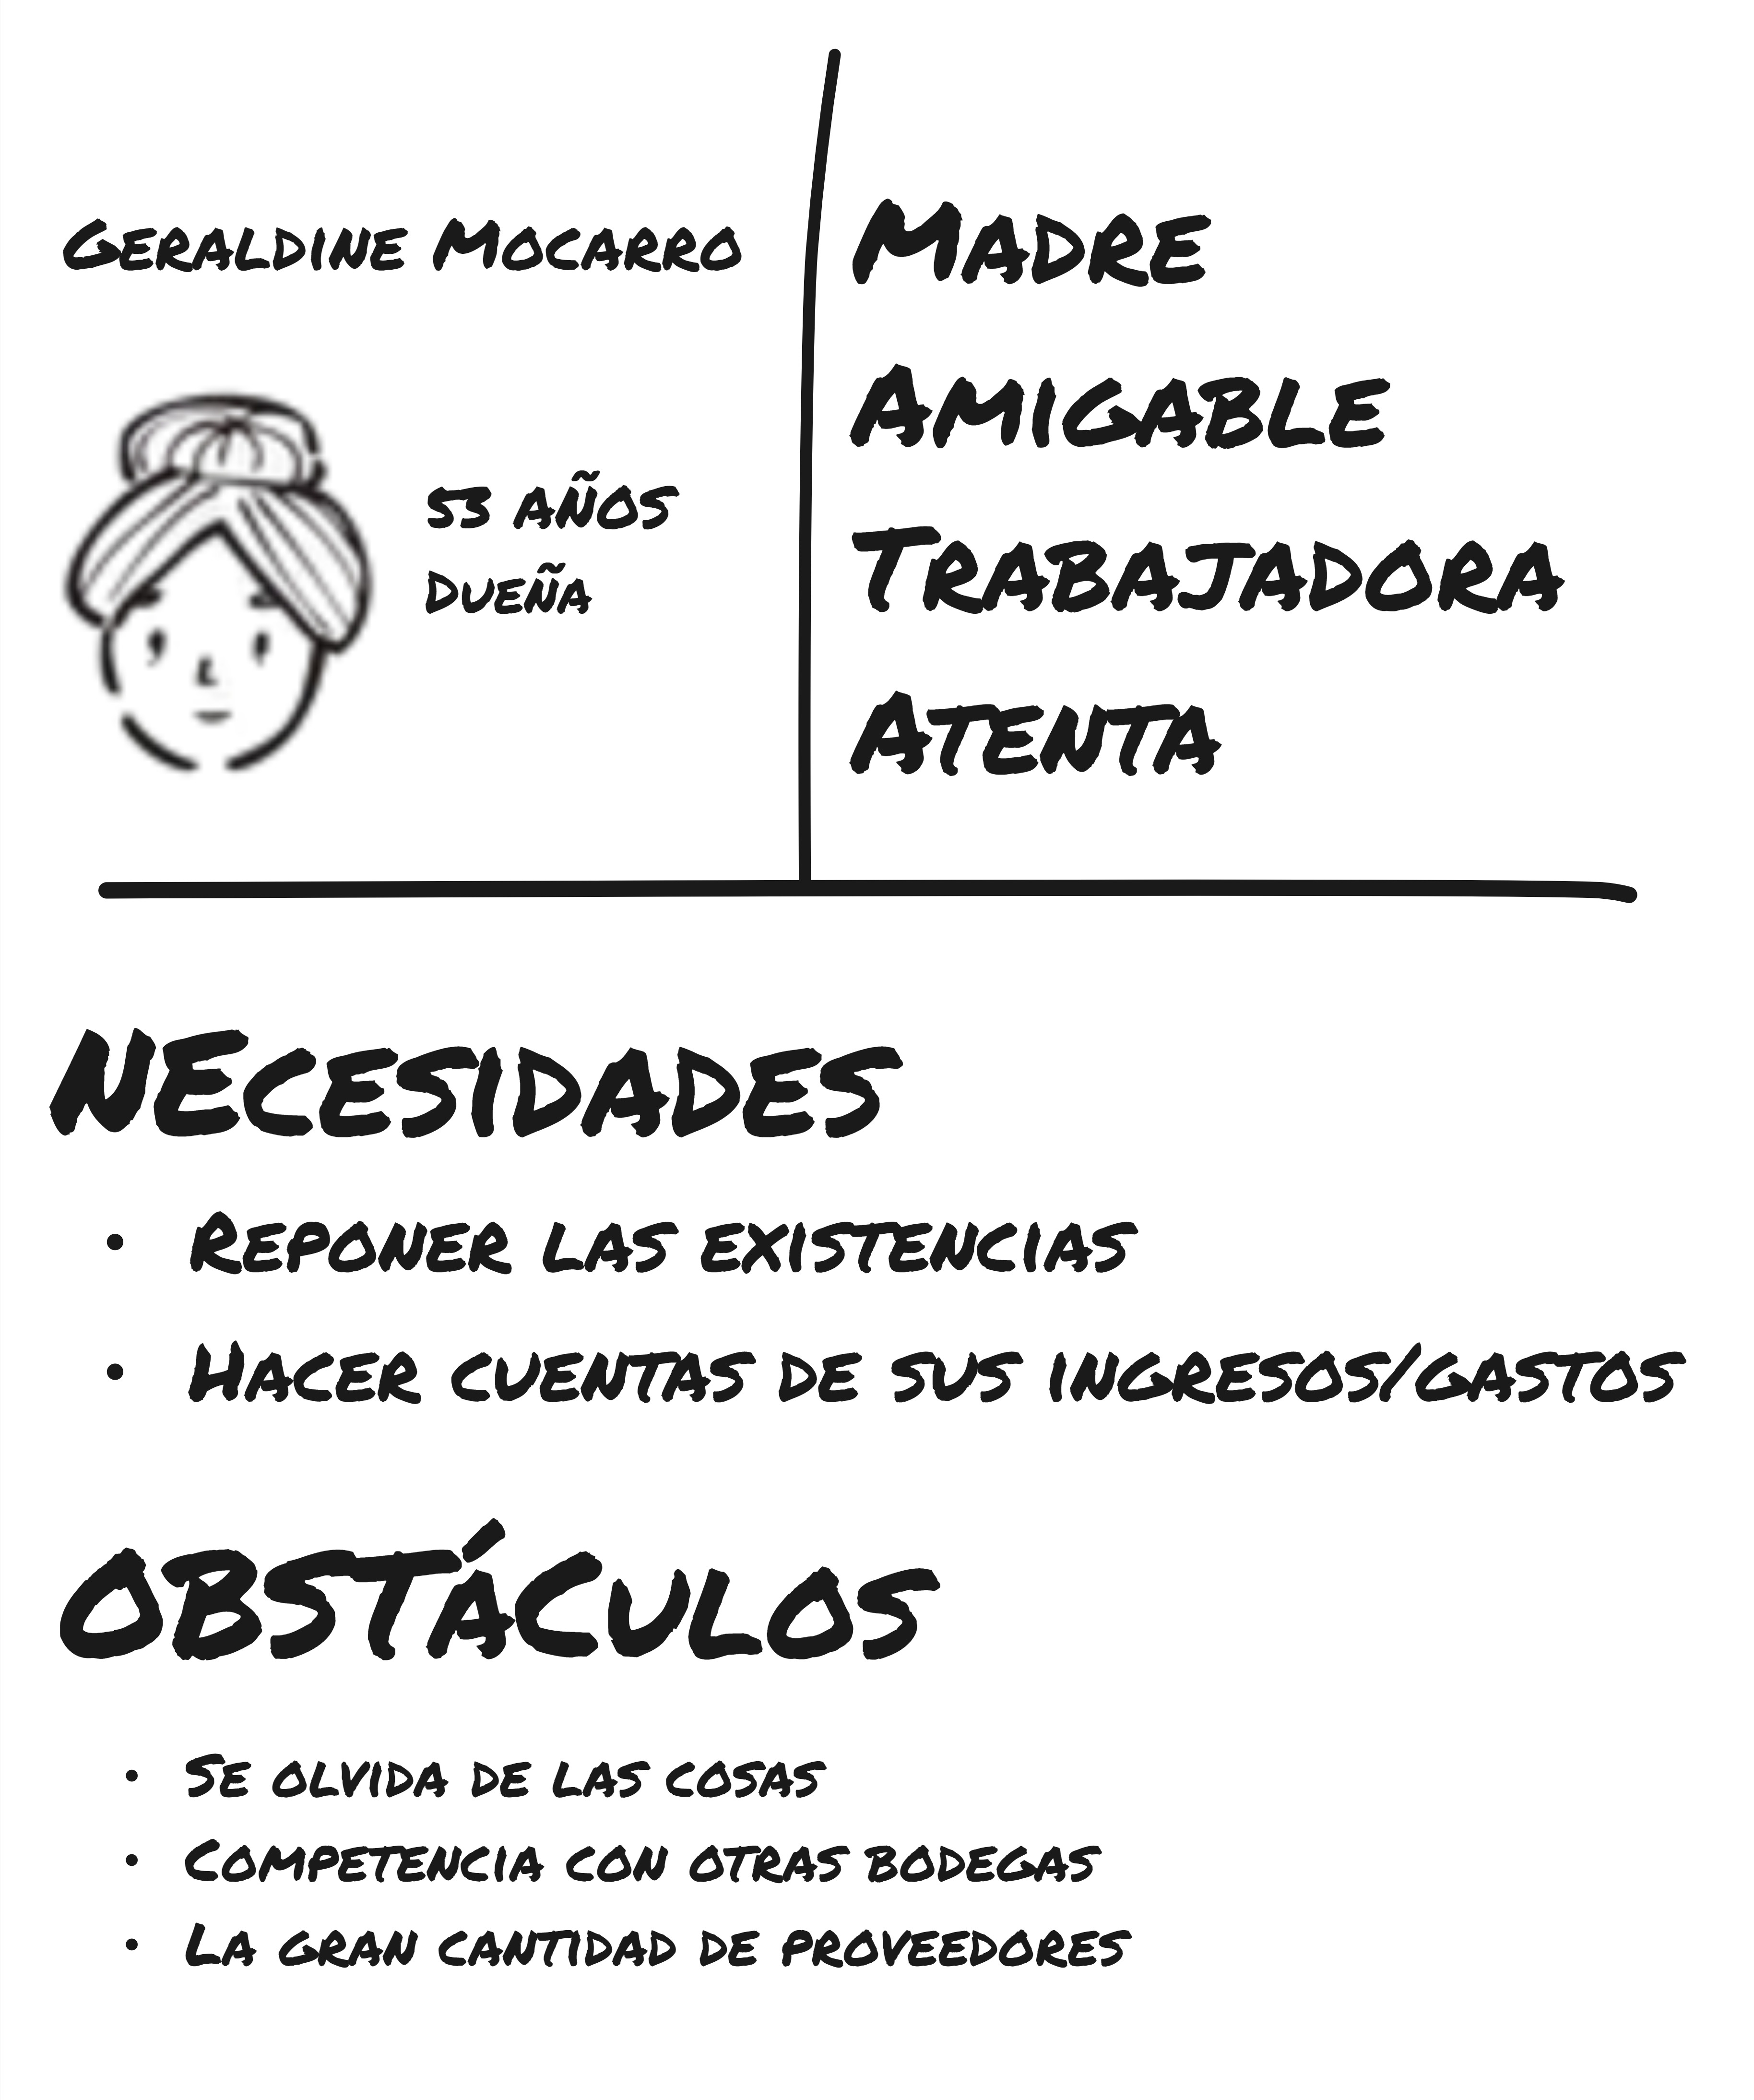 Geraldine Mocarro
53 años
Dueña
Madre
Amigable
Trabajadora
Atenta
NEcesidades
• Reponer las existencias
• Hacer cuentas de sus ingresos/gastos
OBSTÁCulos
• Se olvida de las cosas
• Competencia con otras bodegas
• La gran cantidad de proveedores